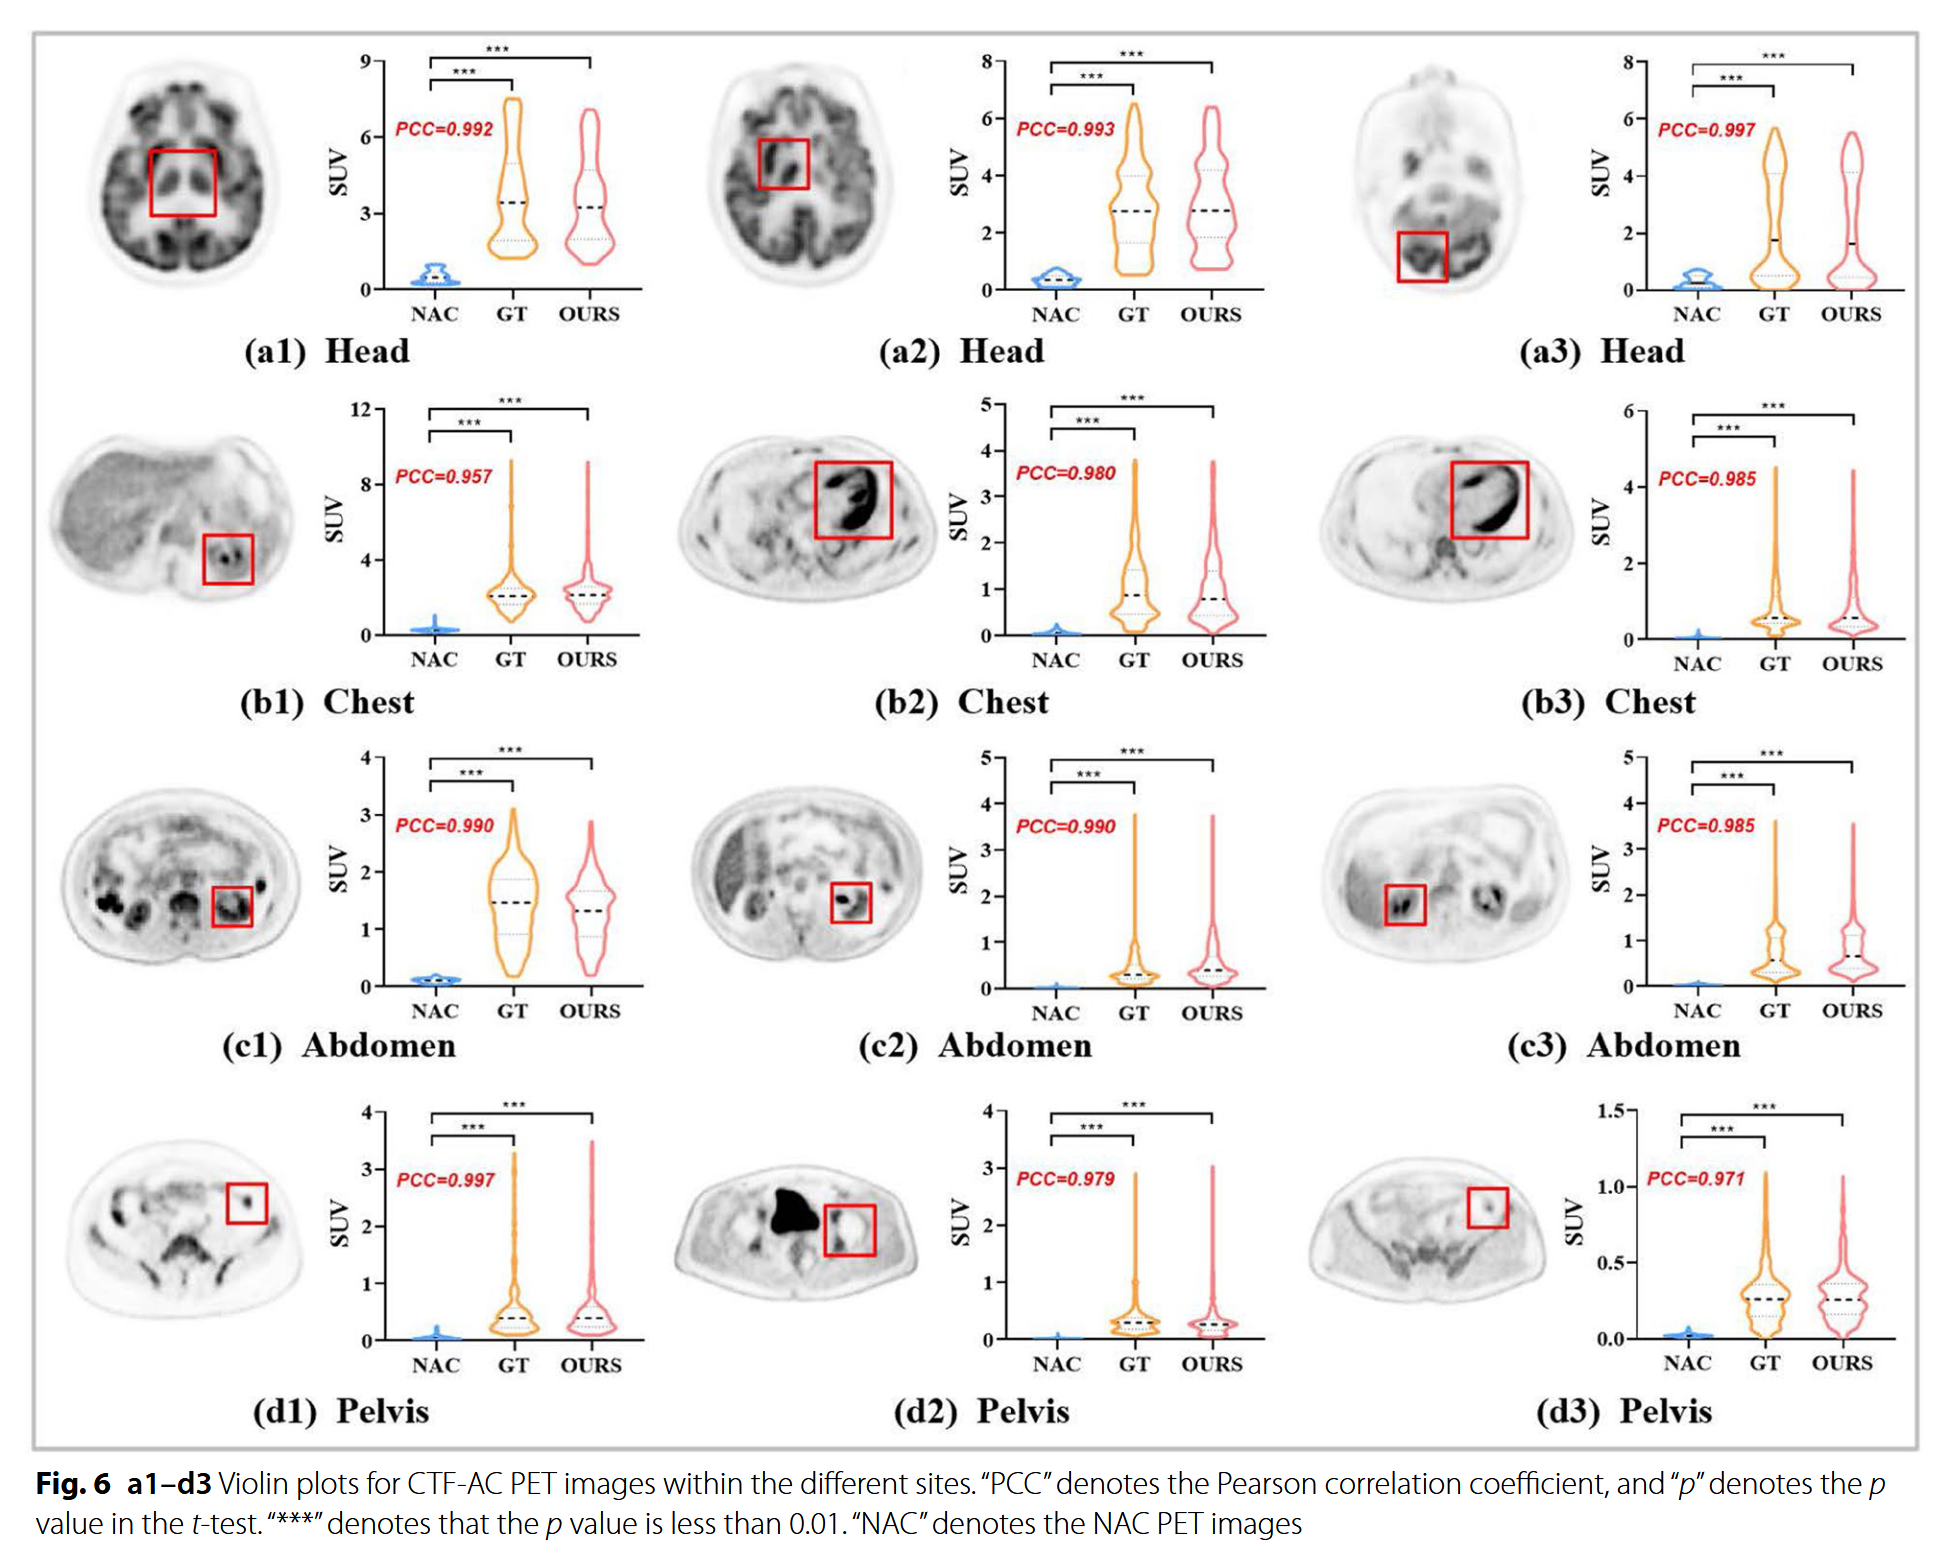 *** *** 9 6 3 0 SUV PCC=0.992 NAC GT OURS
(a1) Head
*** *** 8 6 4 2 0 SUV PCC=0.993 NAC GT OURS
(a2) Head
*** *** 8 6 4 2 0 SUV PCC=0.997 NAC GT OURS
(a3) Head
*** *** 12 8 4 0 SUV PCC=0.957 NAC GT OURS
(b1) Chest
*** *** 5 4 3 2 1 0 SUV PCC=0.980 NAC GT OURS
(b2) Chest
*** *** 6 4 2 0 SUV PCC=0.985 NAC GT OURS
(b3) Chest
*** *** 4 3 2 1 0 SUV PCC=0.990 NAC GT OURS
(c1) Abdomen
*** *** 5 4 3 2 1 0 SUV PCC=0.990 NAC GT OURS
(c2) Abdomen
*** *** 5 4 3 2 1 0 SUV PCC=0.985 NAC GT OURS
(c3) Abdomen
*** *** 4 3 2 1 0 SUV PCC=0.997 NAC GT OURS
(d1) Pelvis
*** *** 4 3 2 1 0 SUV PCC=0.979 NAC GT OURS
(d2) Pelvis
*** *** 1.5 1.0 0.5 0.0 SUV PCC=0.971 NAC GT OURS
(d3) Pelvis
Fig. 6 a1–d3 Violin plots for CTF-AC PET images within the different sites. “PCC” denotes the Pearson correlation coefficient, and “p” denotes the p
value in the t-test. “***” denotes that the p value is less than 0.01. “NAC” denotes the NAC PET images